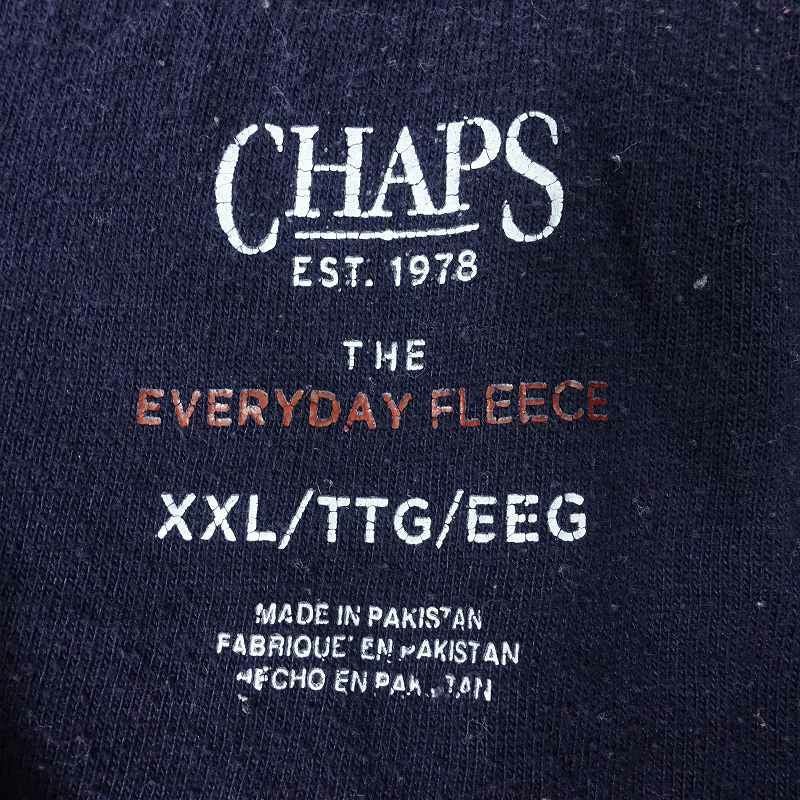 CHAPS
EST. 1978
THE
EVERYDAY FLEECE
XXL/TTG/EEG
MADE IN PAKISTAN
FABRIQUE' EN PAKISTAN
HECHO EN PAKISTAN